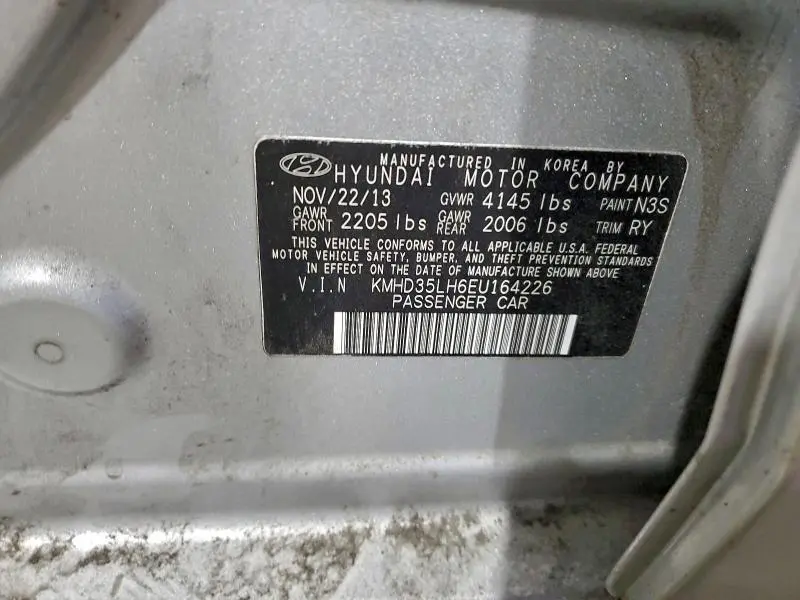 MANUFACTURED IN KOREA BY
HYUNDAI MOTOR COMPANY
NOV/22/13 GVWR 4145 lbs PAINT N3S
GAWR FRONT 2205 lbs GAWR REAR 2006 lbs TRIM RY
THIS VEHICLE CONFORMS TO ALL APPLICABLE U.S.A. FEDERAL
MOTOR VEHICLE SAFETY, BUMPER, AND THEFT PREVENTION STANDARDS
IN EFFECT ON THE DATE OF MANUFACTURE SHOWN ABOVE
V.I.N KMHD35LH6EU164226
PASSENGER CAR